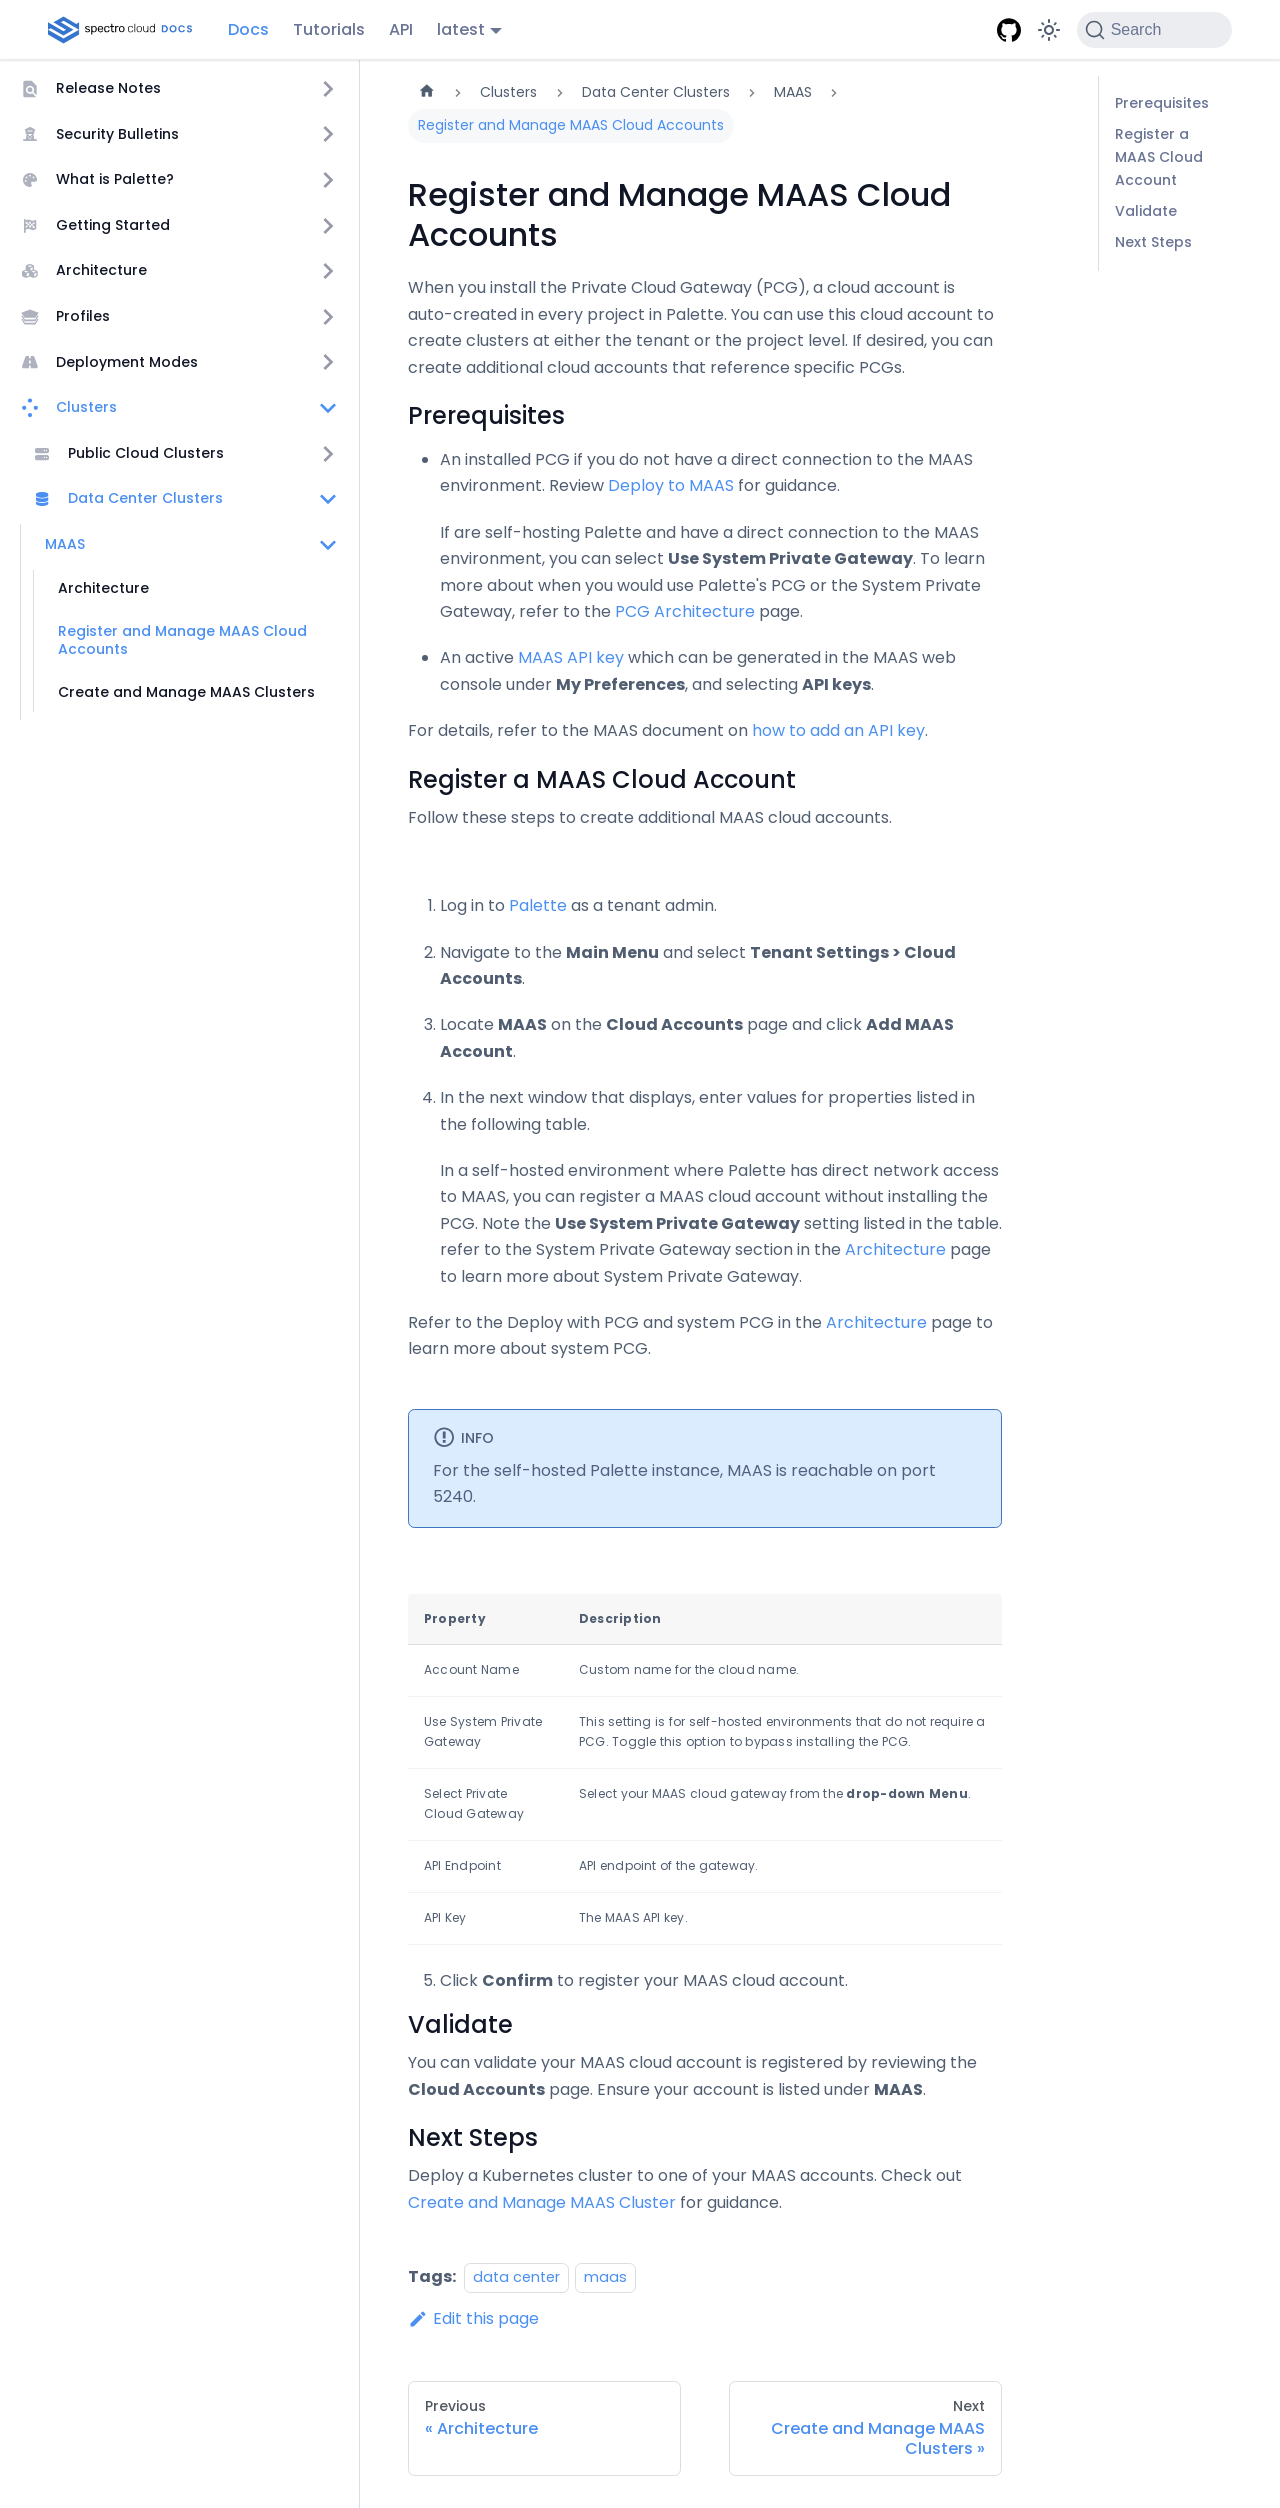 spectro cloud DOCS
Docs
Tutorials
API
latest
Search
Release Notes
Security Bulletins
What is Palette?
Getting Started
Architecture
Profiles
Deployment Modes
Clusters
Public Cloud Clusters
Data Center Clusters
MAAS
Architecture
Register and Manage MAAS Cloud
Accounts
Create and Manage MAAS Clusters
Clusters
Data Center Clusters
MAAS
Register and Manage MAAS Cloud Accounts
Register and Manage MAAS Cloud
Accounts
When you install the Private Cloud Gateway (PCG), a cloud account is
auto-created in every project in Palette. You can use this cloud account to
create clusters at either the tenant or the project level. If desired, you can
create additional cloud accounts that reference specific PCGs.
Prerequisites
• An installed PCG if you do not have a direct connection to the MAAS
environment. Review Deploy to MAAS for guidance.
If are self-hosting Palette and have a direct connection to the MAAS
environment, you can select Use System Private Gateway. To learn
more about when you would use Palette's PCG or the System Private
Gateway, refer to the PCG Architecture page.
• An active MAAS API key which can be generated in the MAAS web
console under My Preferences, and selecting API keys.
For details, refer to the MAAS document on how to add an API key.
Register a MAAS Cloud Account
Follow these steps to create additional MAAS cloud accounts.
1. Log in to Palette as a tenant admin.
2. Navigate to the Main Menu and select Tenant Settings > Cloud
Accounts.
3. Locate MAAS on the Cloud Accounts page and click Add MAAS
Account.
4. In the next window that displays, enter values for properties listed in
the following table.
In a self-hosted environment where Palette has direct network access
to MAAS, you can register a MAAS cloud account without installing the
PCG. Note the Use System Private Gateway setting listed in the table.
refer to the System Private Gateway section in the Architecture page
to learn more about System Private Gateway.
Refer to the Deploy with PCG and system PCG in the Architecture page to
learn more about system PCG.
INFO
For the self-hosted Palette instance, MAAS is reachable on port
5240.
Property Description
Account Name Custom name for the cloud name.
Use System Private This setting is for self-hosted environments that do not require a
Gateway PCG. Toggle this option to bypass installing the PCG.
Select Private Select your MAAS cloud gateway from the drop-down Menu.
Cloud Gateway
API Endpoint API endpoint of the gateway.
API Key The MAAS API key.
5. Click Confirm to register your MAAS cloud account.
Validate
You can validate your MAAS cloud account is registered by reviewing the
Cloud Accounts page. Ensure your account is listed under MAAS.
Next Steps
Deploy a Kubernetes cluster to one of your MAAS accounts. Check out
Create and Manage MAAS Cluster for guidance.
Tags: data center maas
Edit this page
Previous
« Architecture
Next
Create and Manage MAAS
Clusters »
Prerequisites
Register a
MAAS Cloud
Account
Validate
Next Steps